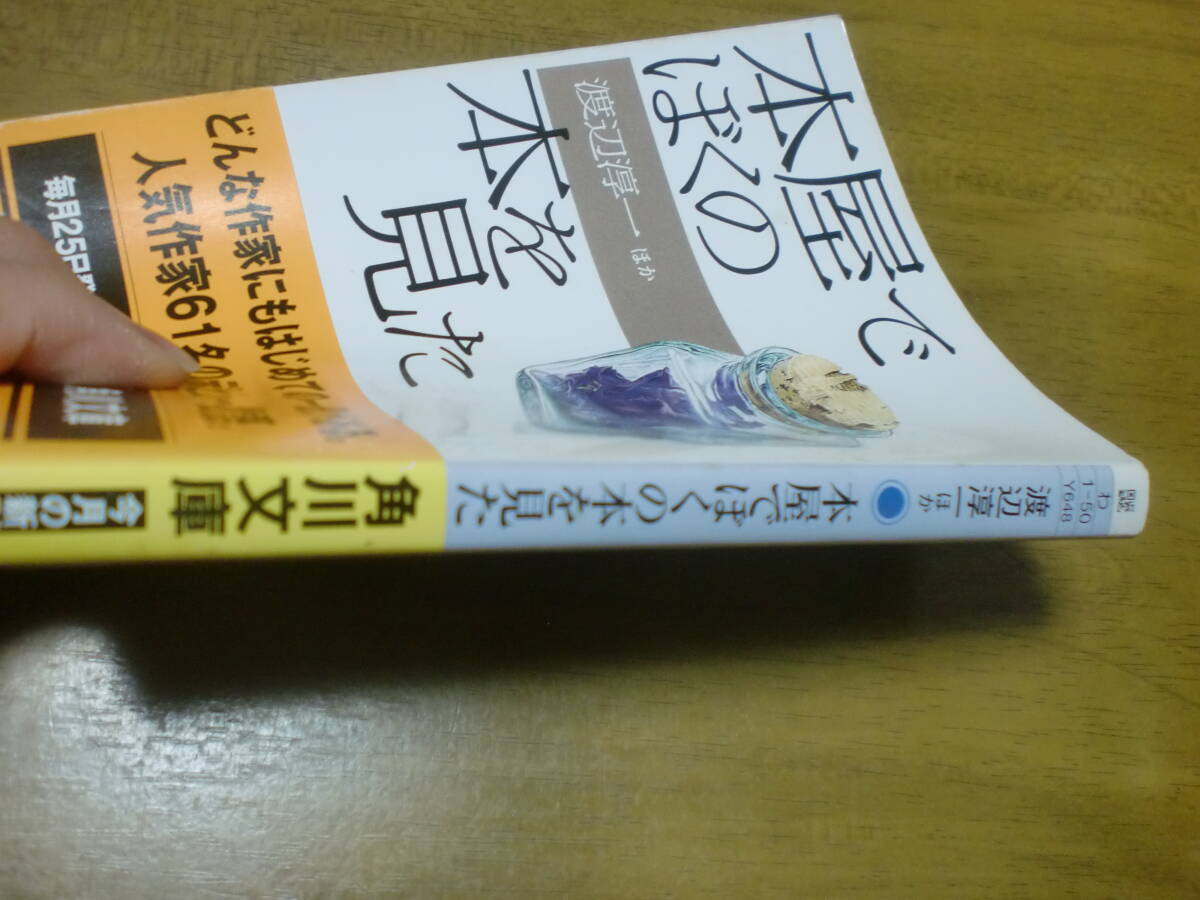 本屋で
ぼくの
本を
見た
渡辺淳一 ほか
どんな作家にもはじめて
人気作家61
毎月25日
わ
1-50
Y648
渡辺淳一 ほか
本屋でぼくの本を見た
角川文庫
今月の新